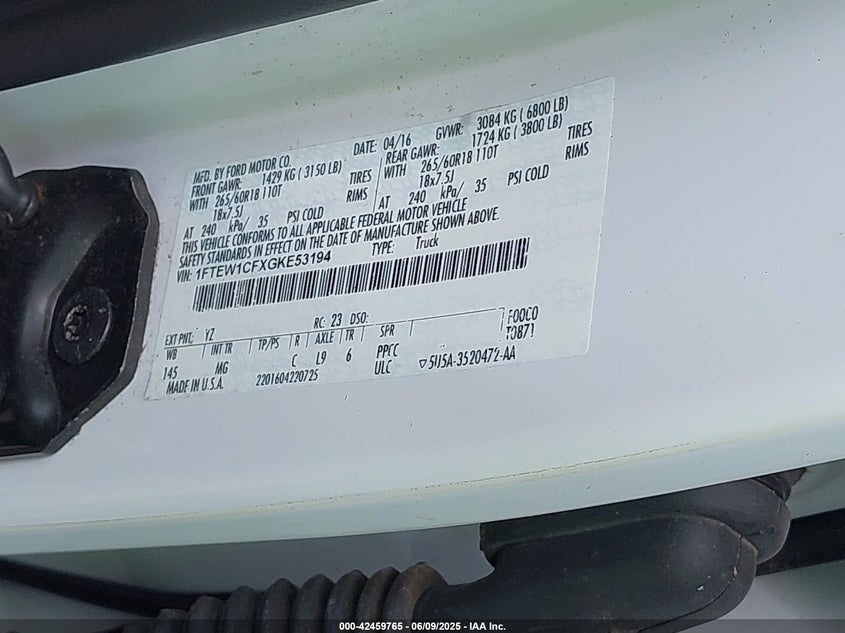 MFD. BY FORD MOTOR CO.
DATE: 04/16 GVWR: 3084 KG ( 6800 LB)
FRONT GAWR: 1429 KG ( 3150 LB)
REAR GAWR: 1724 KG ( 3800 LB)
WITH 265/60R18 110T TIRES
WITH 265/60R18 110T TIRES
18x7.5J RIMS
18x7.5J RIMS
AT 240 kPa/ 35 PSI COLD
AT 240 kPa/ 35 PSI COLD
THIS VEHICLE CONFORMS TO ALL APPLICABLE FEDERAL MOTOR VEHICLE
SAFETY STANDARDS IN EFFECT ON THE DATE OF MANUFACTURE SHOWN ABOVE.
VIN: 1FTEW1CFXGKE53194
TYPE: Truck
EXT PNT: YZ RC: 23 DSO:
WB INT TR TP/PS R AXLE TR SPR
145 MG C L9 6 PPCC
F00C0
T0871
MADE IN U.S.A. 2201604220725 ULC
000-42459765 - 06/09/2025 - IAA Inc.